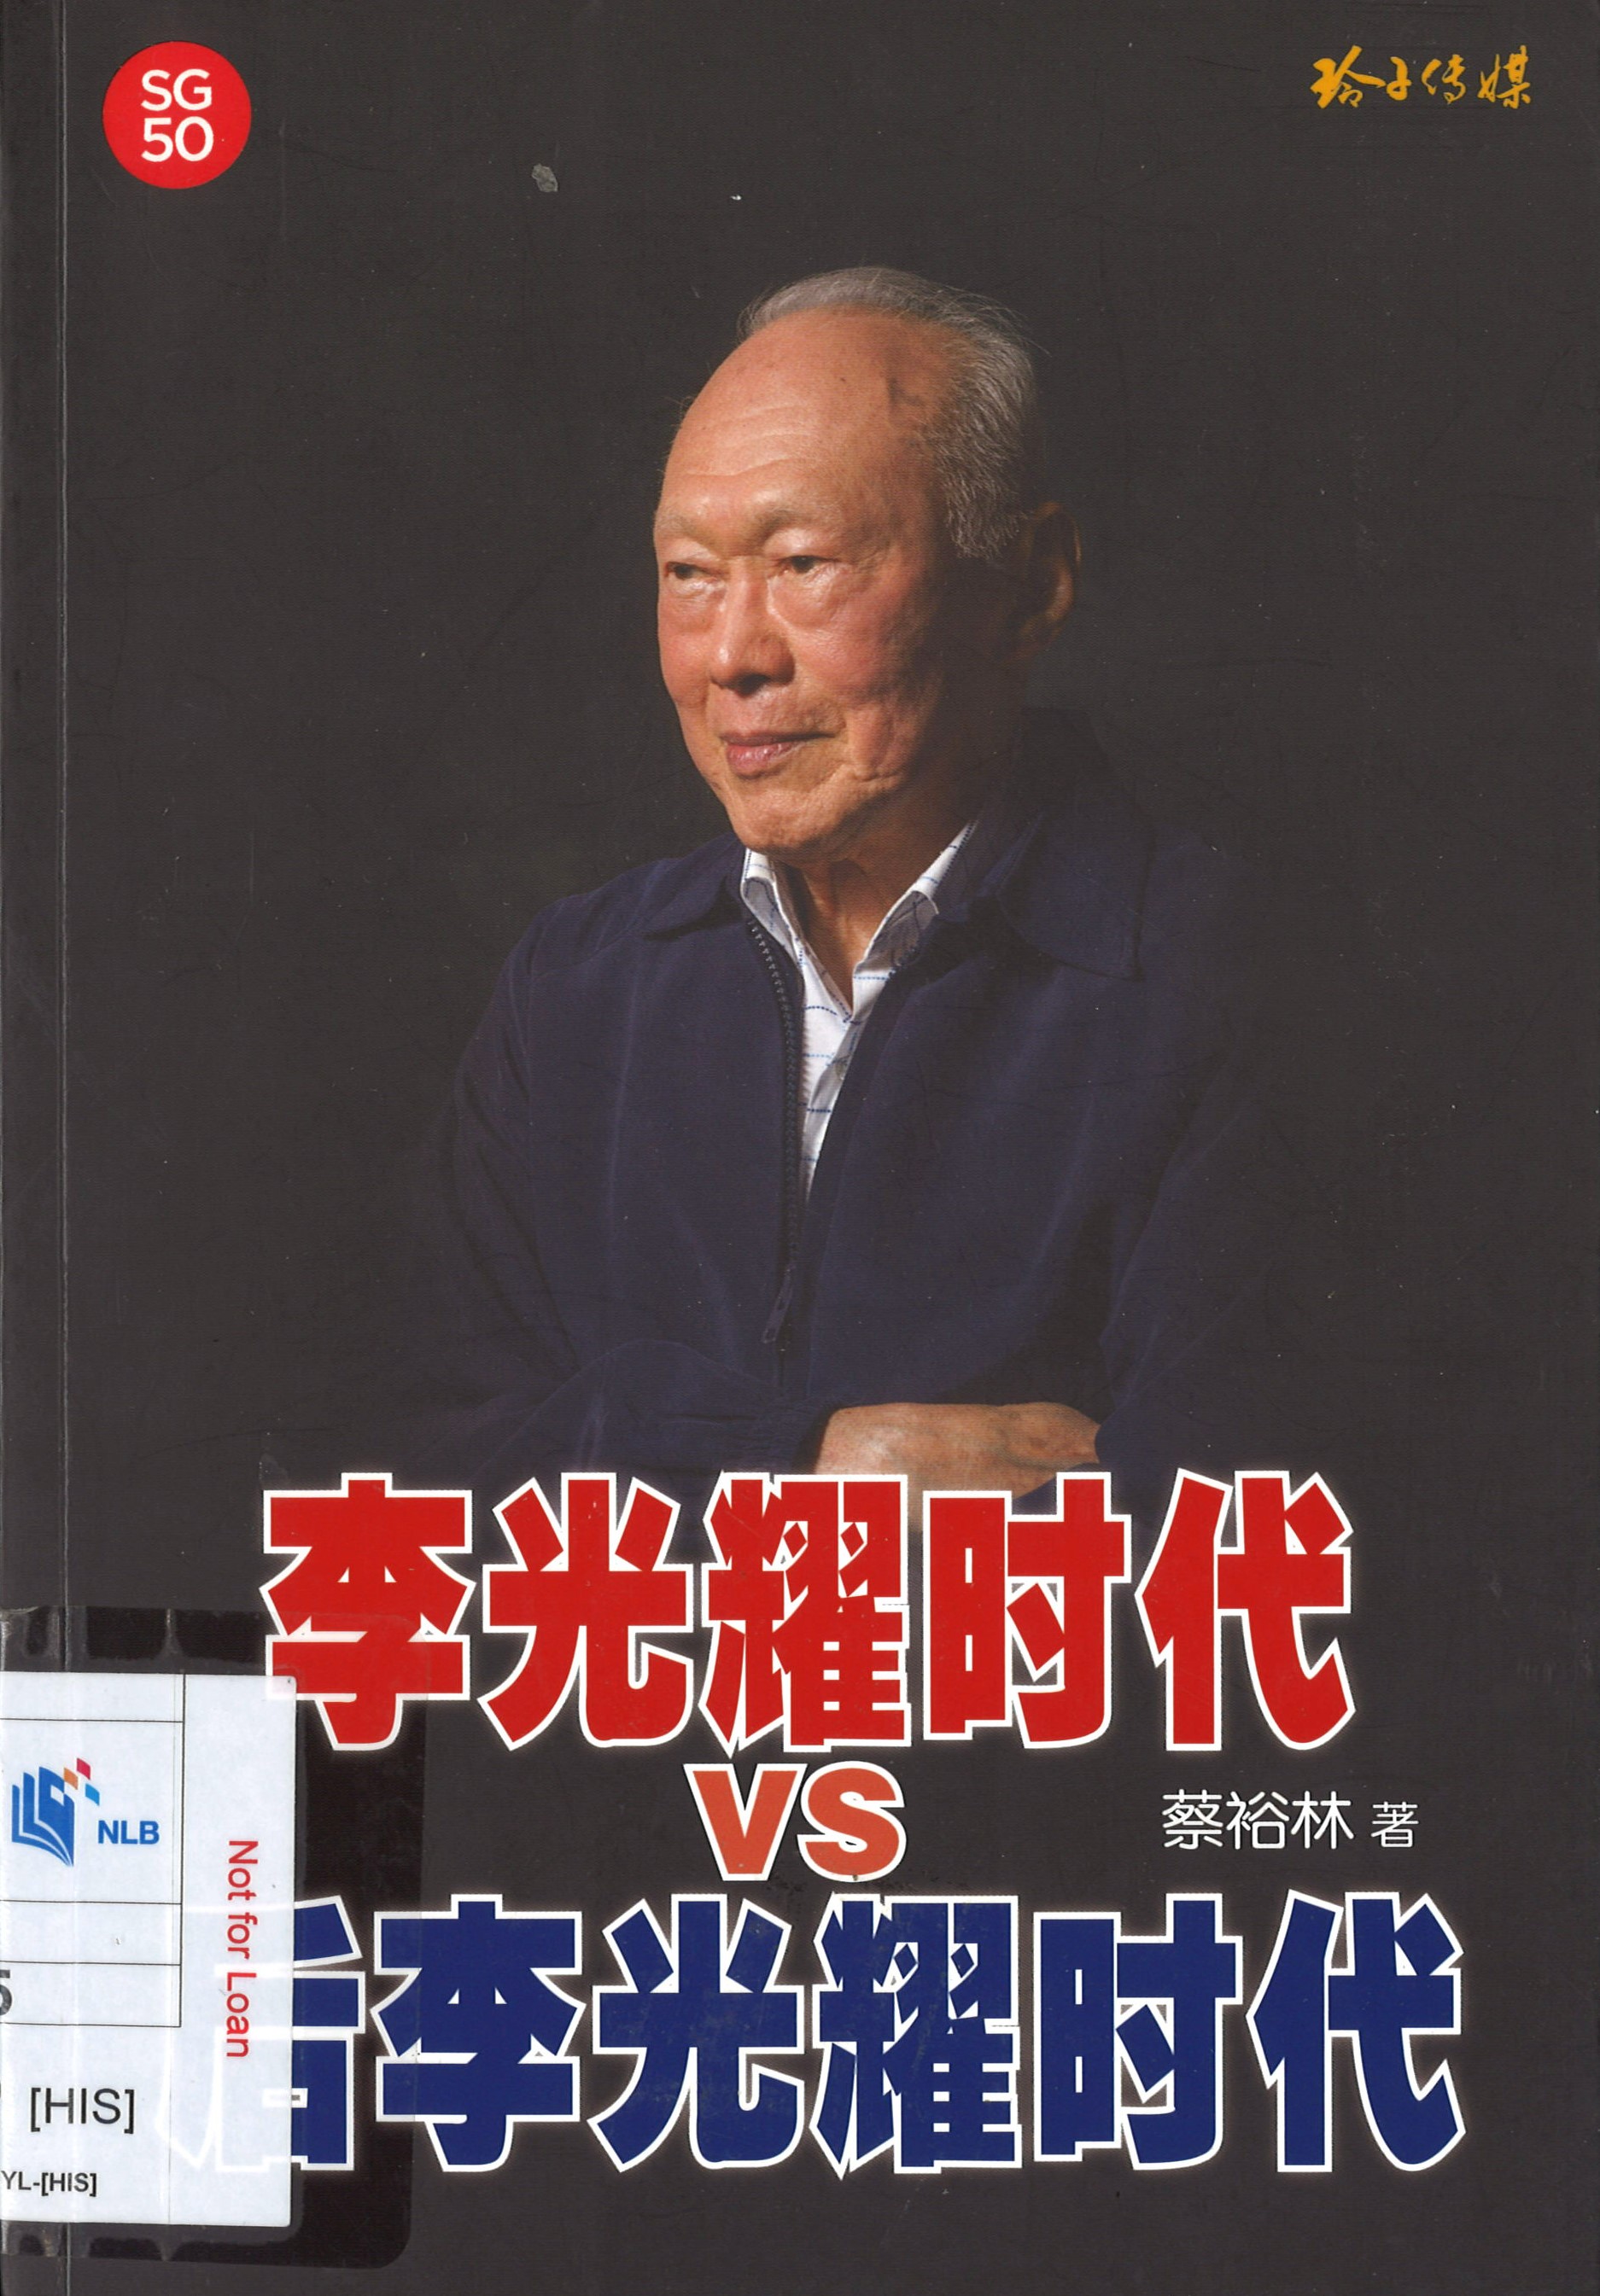 SG
50
玲子传媒
李光耀时代
VS
蔡裕林 著
后李光耀时代
NLB
Not for Loan
5
[HIS]
YL-[HIS]